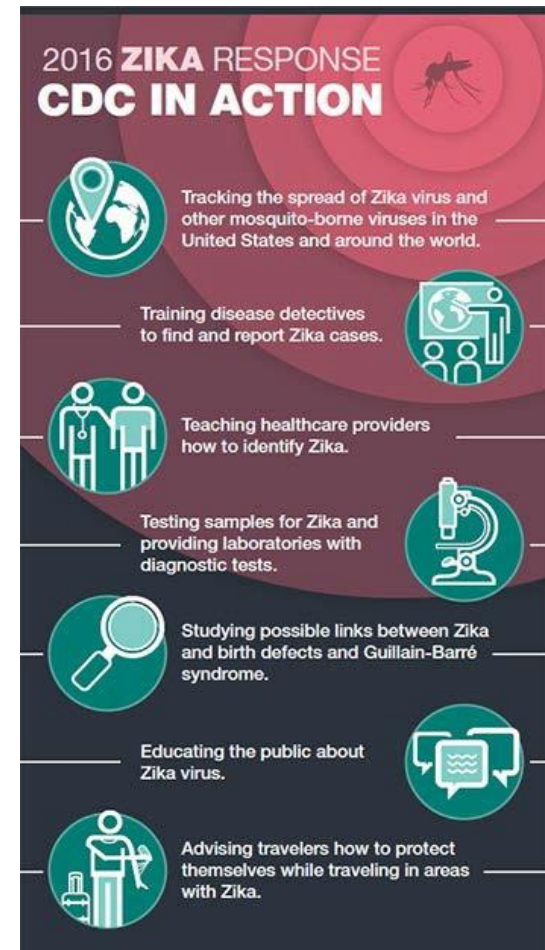 2016 ZIKA RESPONSE
CDC IN ACTION
Tracking the spread of Zika virus and
other mosquito-borne viruses in the
United States and around the world.
Training disease detectives
to find and report Zika cases.
Teaching healthcare providers
how to identify Zika.
Testing samples for Zika and
providing laboratories with
diagnostic tests.
Studying possible links between Zika
and birth defects and Guillain-Barré
syndrome.
Educating the public about
Zika virus.
Advising travelers how to protect
themselves while traveling in areas
with Zika.